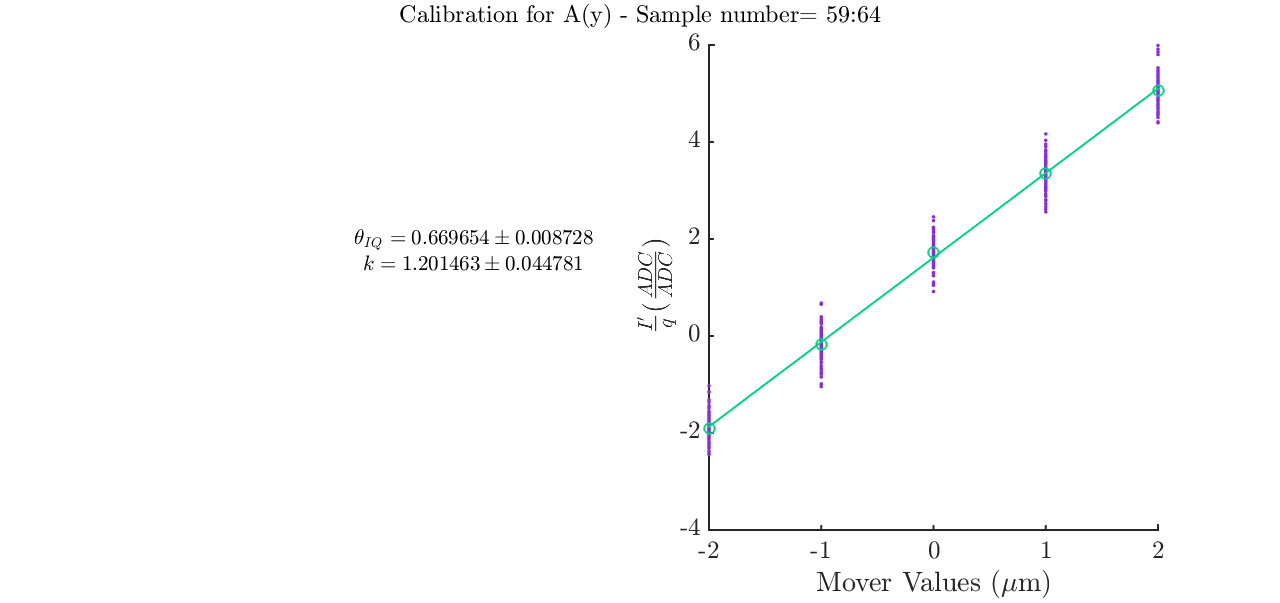 Calibration for A(y) - Sample number= 59:64
θ_IQ = 0.669654 ± 0.008728
k = 1.201463 ± 0.044781
I'/q (ADC/ADC)
6
4
2
0
-2
-4
-2 -1 0 1 2
Mover Values (μm)